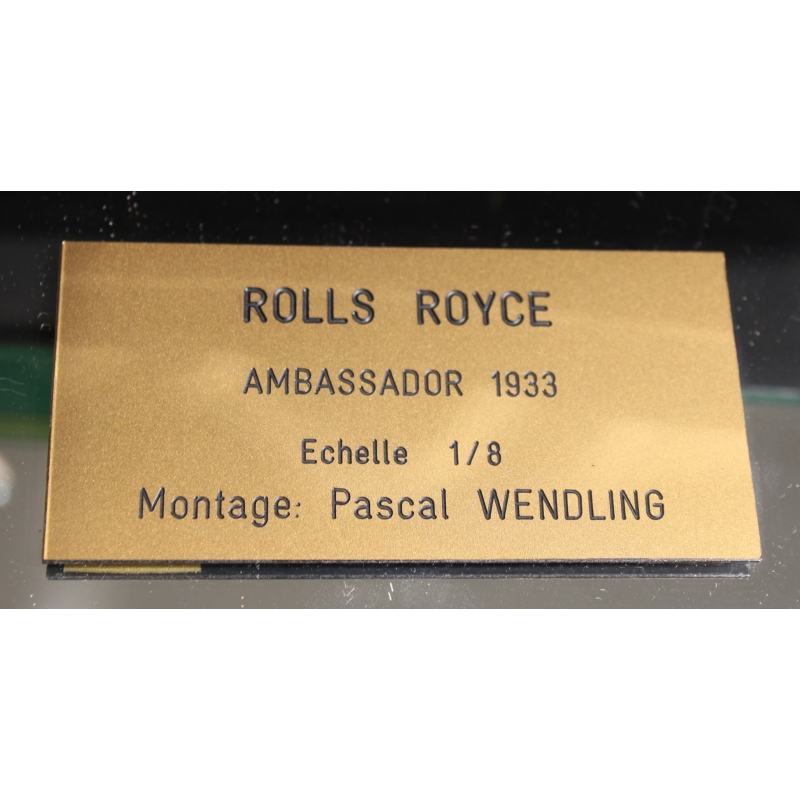 ROLLS ROYCE
AMBASSADOR 1933
Echelle 1/8
Montage: Pascal WENDLING